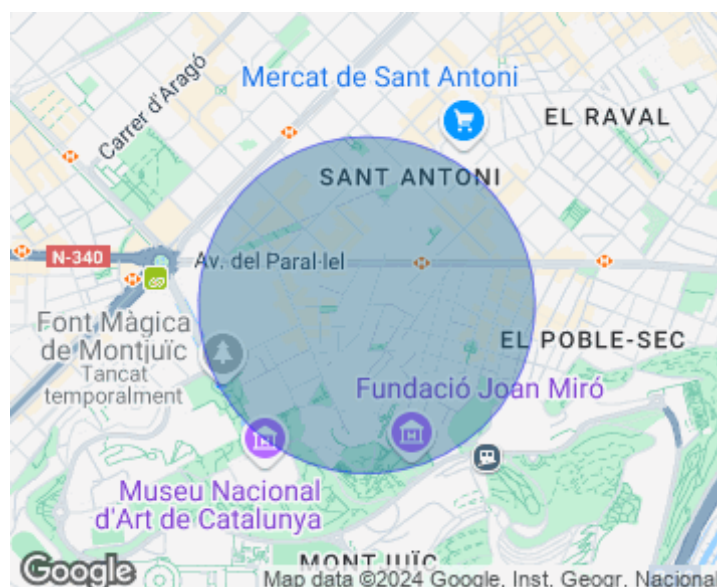 Carrer d'Aragó
Mercat de Sant Antoni
EL RAVAL
SANT ANTONI
N-340
Av. del Paral·lel
Font Màgica
de Montjuïc
Tancat
temporalment
EL POBLE-SEC
Fundació Joan Miró
Museu Nacional
d'Art de Catalunya
MONTJUÏC
Google
Map data ©2024 Google, Inst. Geogr. Nacional